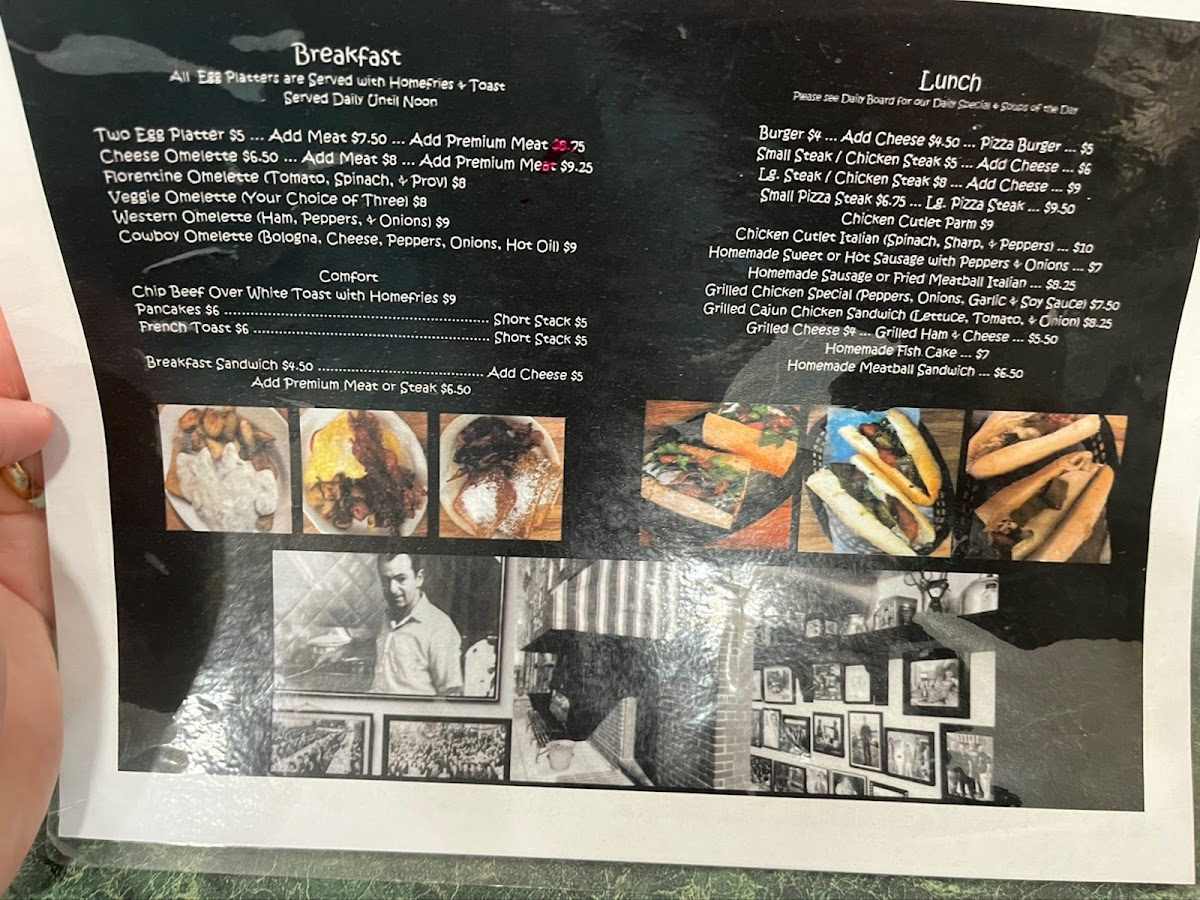 Breakfast
All Egg Platters are Served with Homefries & Toast
Served Daily Until Noon
Two Egg Platter $5 ... Add Meat $7.50 ... Add Premium Meat $8.75
Cheese Omelette $6.50 ... Add Meat $8 ... Add Premium Meat $9.25
Florentine Omelette (Tomato, Spinach, & Prov) $8
Veggie Omelette (Your Choice of Three) $8
Western Omelette (Ham, Peppers, & Onions) $9
Cowboy Omelette (Bologna, Cheese, Peppers, Onions, Hot Oil) $9
Comfort
Chip Beef Over White Toast with Homefries $9
Pancakes $6 ........ Short Stack $5
French Toast $6 ........ Short Stack $5
Breakfast Sandwich $4.50 ........ Add Cheese $5
Add Premium Meat or Steak $6.50
Lunch
Please see Daily Board for our Daily Special & Soups of the Day
Burger $4 ... Add Cheese $4.50 ... Pizza Burger ... $5
Small Steak / Chicken Steak $5 ... Add Cheese ... $6
Lg. Steak / Chicken Steak $8 ... Add Cheese ... $9
Small Pizza Steak $6.75 ... Lg. Pizza Steak ... $9.50
Chicken Cutlet Parm $9
Chicken Cutlet Italian (Spinach, Sharp, & Peppers) ... $10
Homemade Sweet or Hot Sausage with Peppers & Onions ... $7
Homemade Sausage or Fried Meatball Italian ... $8.25
Grilled Chicken Special (Peppers, Onions, Garlic & Soy Sauce) $7.50
Grilled Cajun Chicken Sandwich (Lettuce, Tomato, & Onion) $8.25
Grilled Cheese $4 ... Grilled Ham & Cheese ... $5.50
Homemade Fish Cake ... $7
Homemade Meatball Sandwich ... $6.50